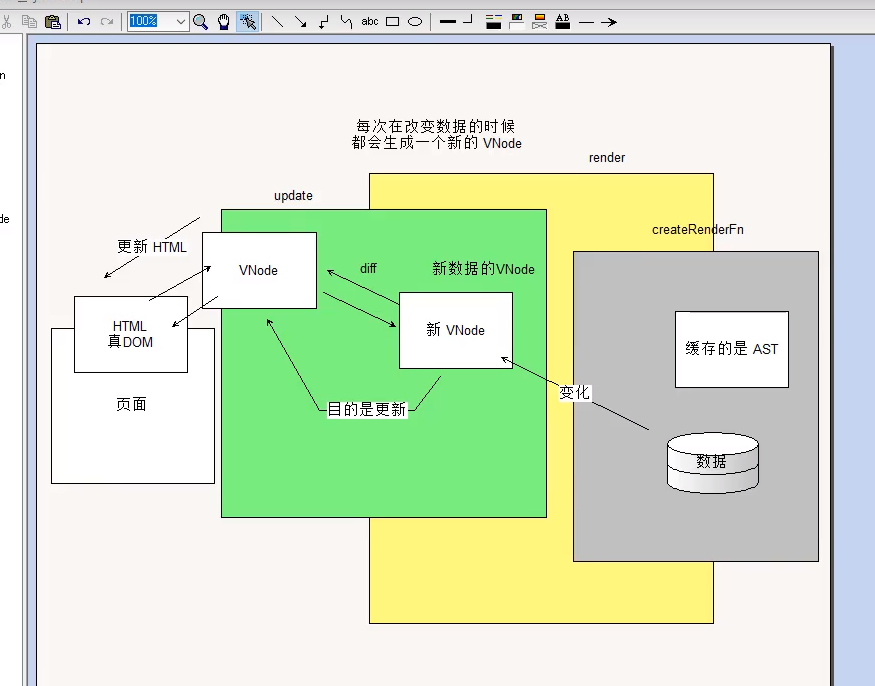 100%
abc
AB
n
de
每次在改变数据的时候
都会生成一个新的 VNode
render
update
createRenderFn
更新 HTML
VNode
diff
新数据的VNode
HTML
真DOM
新 VNode
缓存的是 AST
页面
目的是更新
变化
数据